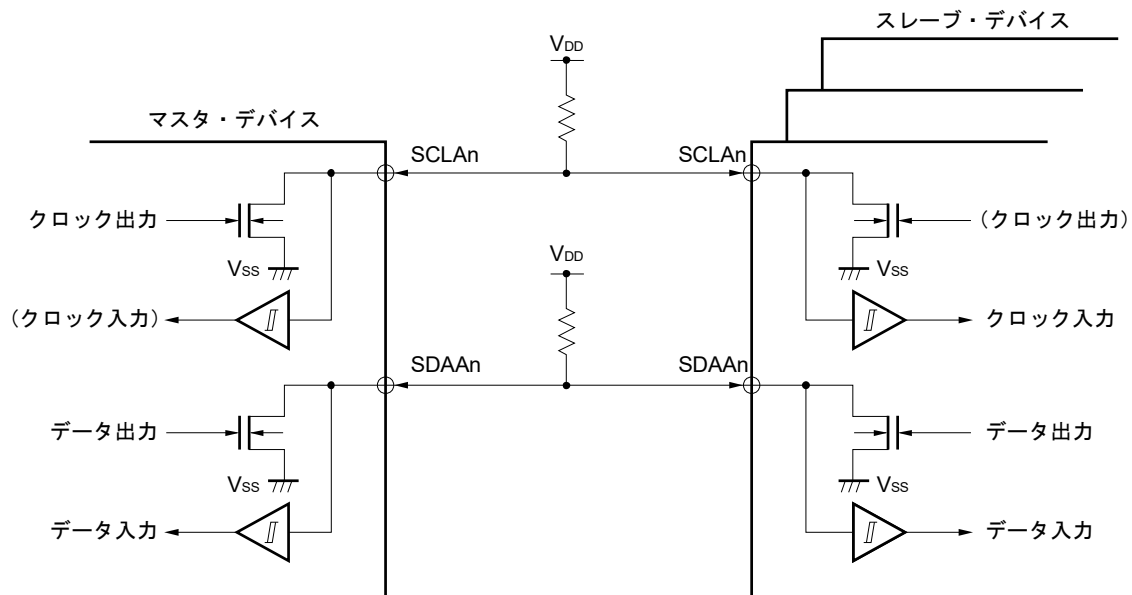 スレーブ・デバイス
VDD
マスタ・デバイス
SCLAn
SCLAn
クロック出力
(クロック出力)
VSS
VDD
VSS
(クロック入力)
クロック入力
SDAAn
SDAAn
データ出力
データ出力
VSS
VSS
データ入力
データ入力